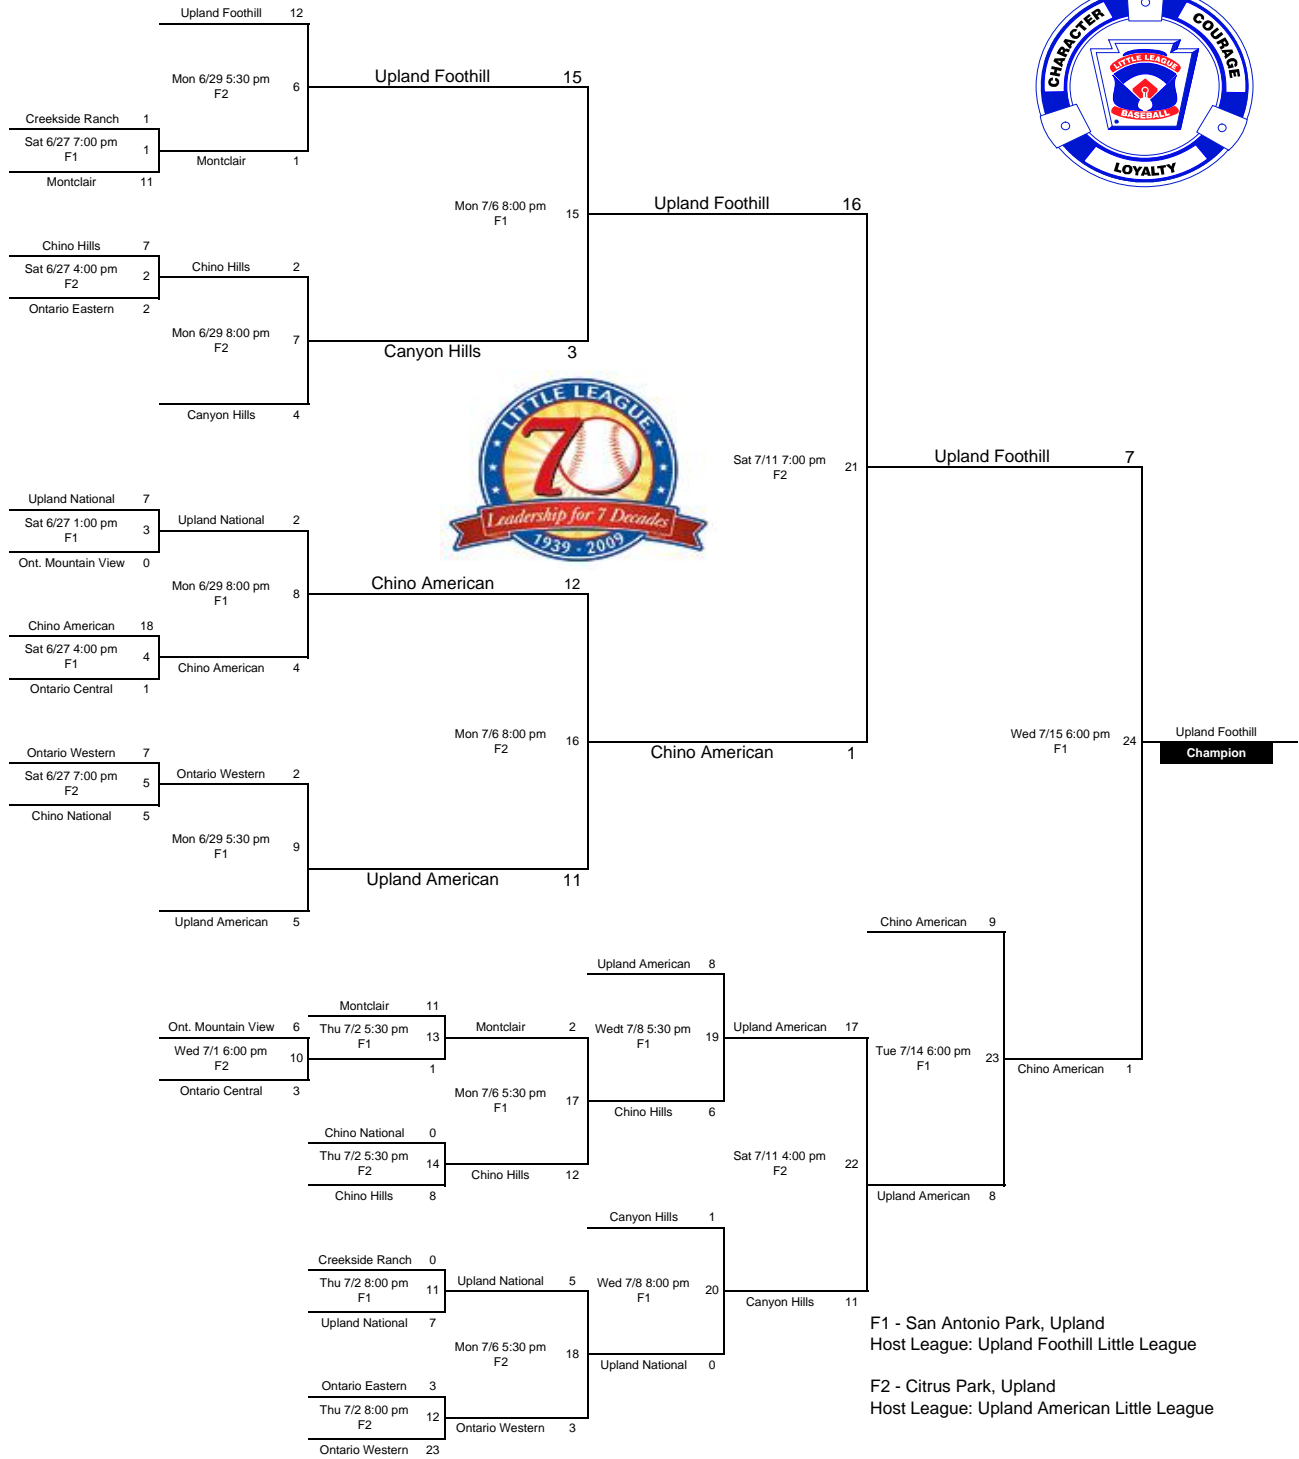 Upland Foothill 12
Mon 6/29 5:30 pm
F2
6
Upland Foothill 15
Creekside Ranch 1
Sat 6/27 7:00 pm
F1
1
Montclair 11
Montclair 1
Mon 7/6 8:00 pm
F1
15
Upland Foothill 16
Chino Hills 7
Sat 6/27 4:00 pm
F2
2
Ontario Eastern 2
Chino Hills 2
Mon 6/29 8:00 pm
F2
7
Canyon Hills 3
Canyon Hills 4
CHARACTER
COURAGE
LOYALTY
LITTLE LEAGUE
BASEBALL
LITTLE LEAGUE
70
Leadership for 7 Decades
1939 - 2009
Sat 7/11 7:00 pm
F2
21
Upland Foothill 7
Upland National 7
Sat 6/27 1:00 pm
F1
3
Ont. Mountain View 0
Upland National 2
Mon 6/29 8:00 pm
F1
8
Chino American 12
Chino American 18
Sat 6/27 4:00 pm
F1
4
Ontario Central 1
Chino American 4
Mon 7/6 8:00 pm
F2
16
Chino American 1
Ontario Western 7
Sat 6/27 7:00 pm
F2
5
Chino National 5
Ontario Western 2
Mon 6/29 5:30 pm
F1
9
Upland American 11
Upland American 5
Wed 7/15 6:00 pm
F1
24
Upland Foothill
Champion
Chino American 9
Upland American 8
Montclair 11
Ont. Mountain View 6
Wed 7/1 6:00 pm
F2
10
Ontario Central 3
Thu 7/2 5:30 pm
F1
13
1
Montclair 2
Mon 7/6 5:30 pm
F1
17
Wedt 7/8 5:30 pm
F1
19
Upland American 17
Tue 7/14 6:00 pm
F1
23
Chino American 1
Chino Hills 6
Chino National 0
Thu 7/2 5:30 pm
F2
14
Chino Hills 8
Chino Hills 12
Sat 7/11 4:00 pm
F2
22
Upland American 8
Canyon Hills 1
Creekside Ranch 0
Thu 7/2 8:00 pm
F1
11
Upland National 7
Upland National 5
Wed 7/8 8:00 pm
F1
20
Canyon Hills 11
Mon 7/6 5:30 pm
F2
18
Upland National 0
Ontario Eastern 3
Thu 7/2 8:00 pm
F2
12
Ontario Western 23
Ontario Western 3
F1 - San Antonio Park, Upland
Host League: Upland Foothill Little League
F2 - Citrus Park, Upland
Host League: Upland American Little League